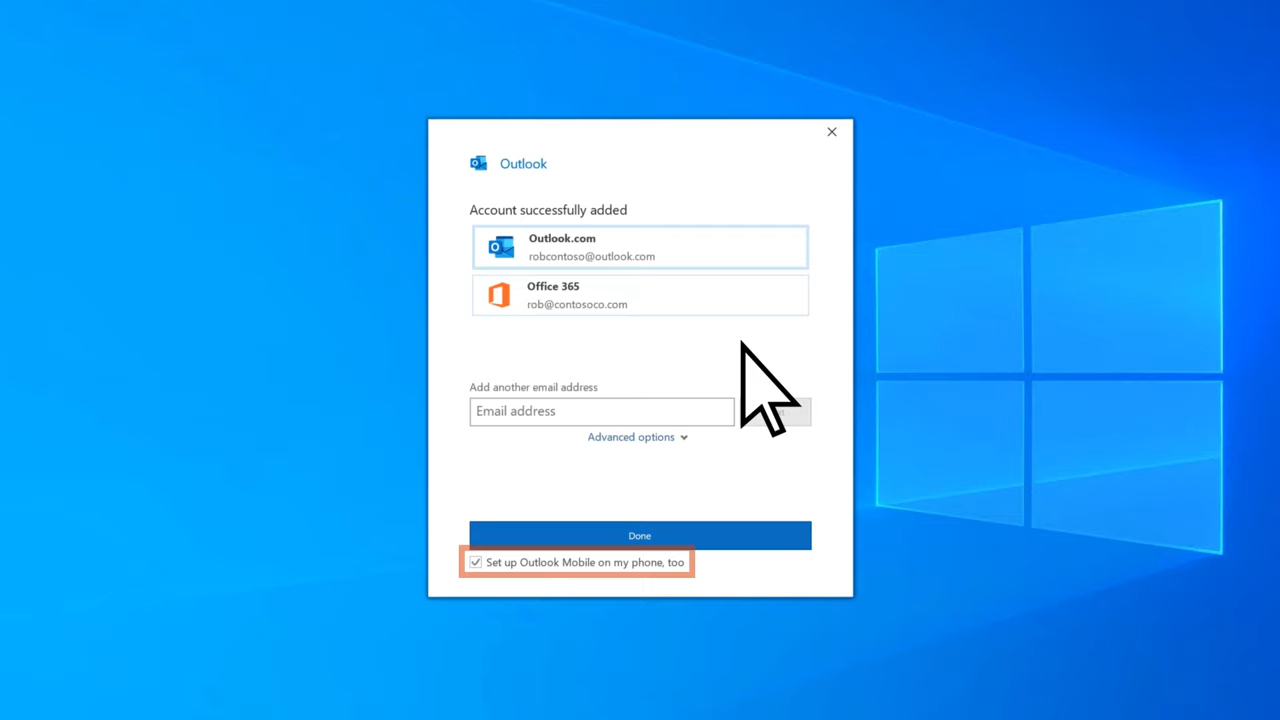 Outlook
Account successfully added
Outlook.com
robcontoso@outlook.com
Office 365
rob@contosoco.com
Add another email address
Email address
Advanced options
Done
Set up Outlook Mobile on my phone, too